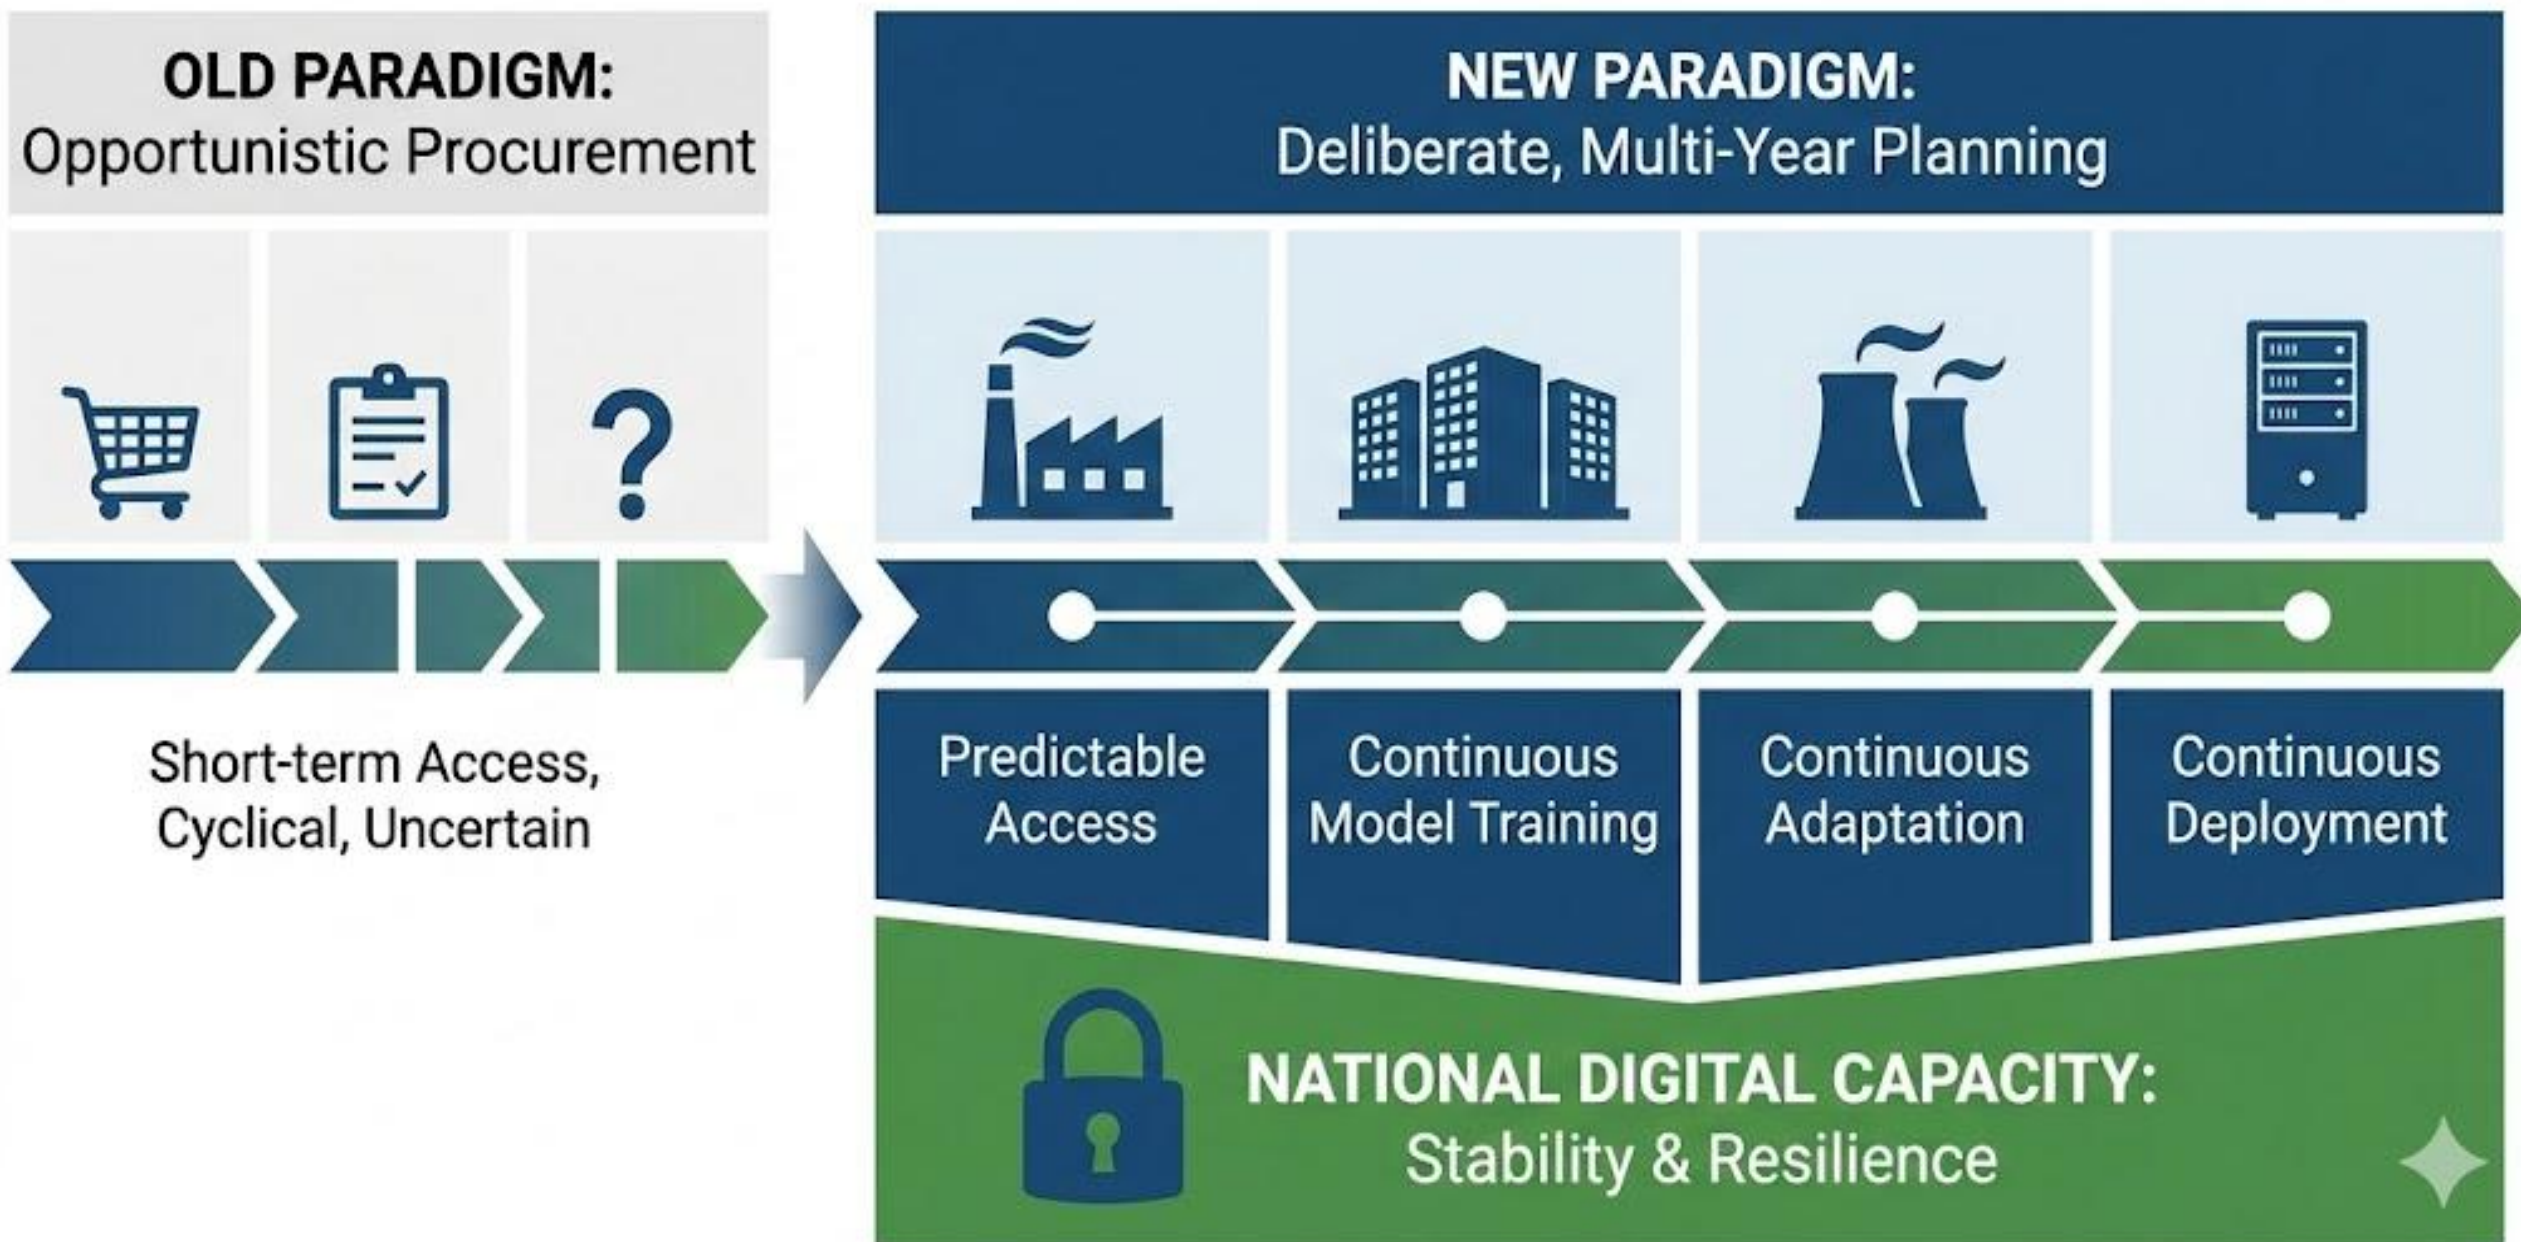 OLD PARADIGM:
Opportunistic Procurement
Short-term Access,
Cyclical, Uncertain
NEW PARADIGM:
Deliberate, Multi-Year Planning
Predictable
Access
Continuous
Model Training
Continuous
Adaptation
Continuous
Deployment
NATIONAL DIGITAL CAPACITY:
Stability & Resilience